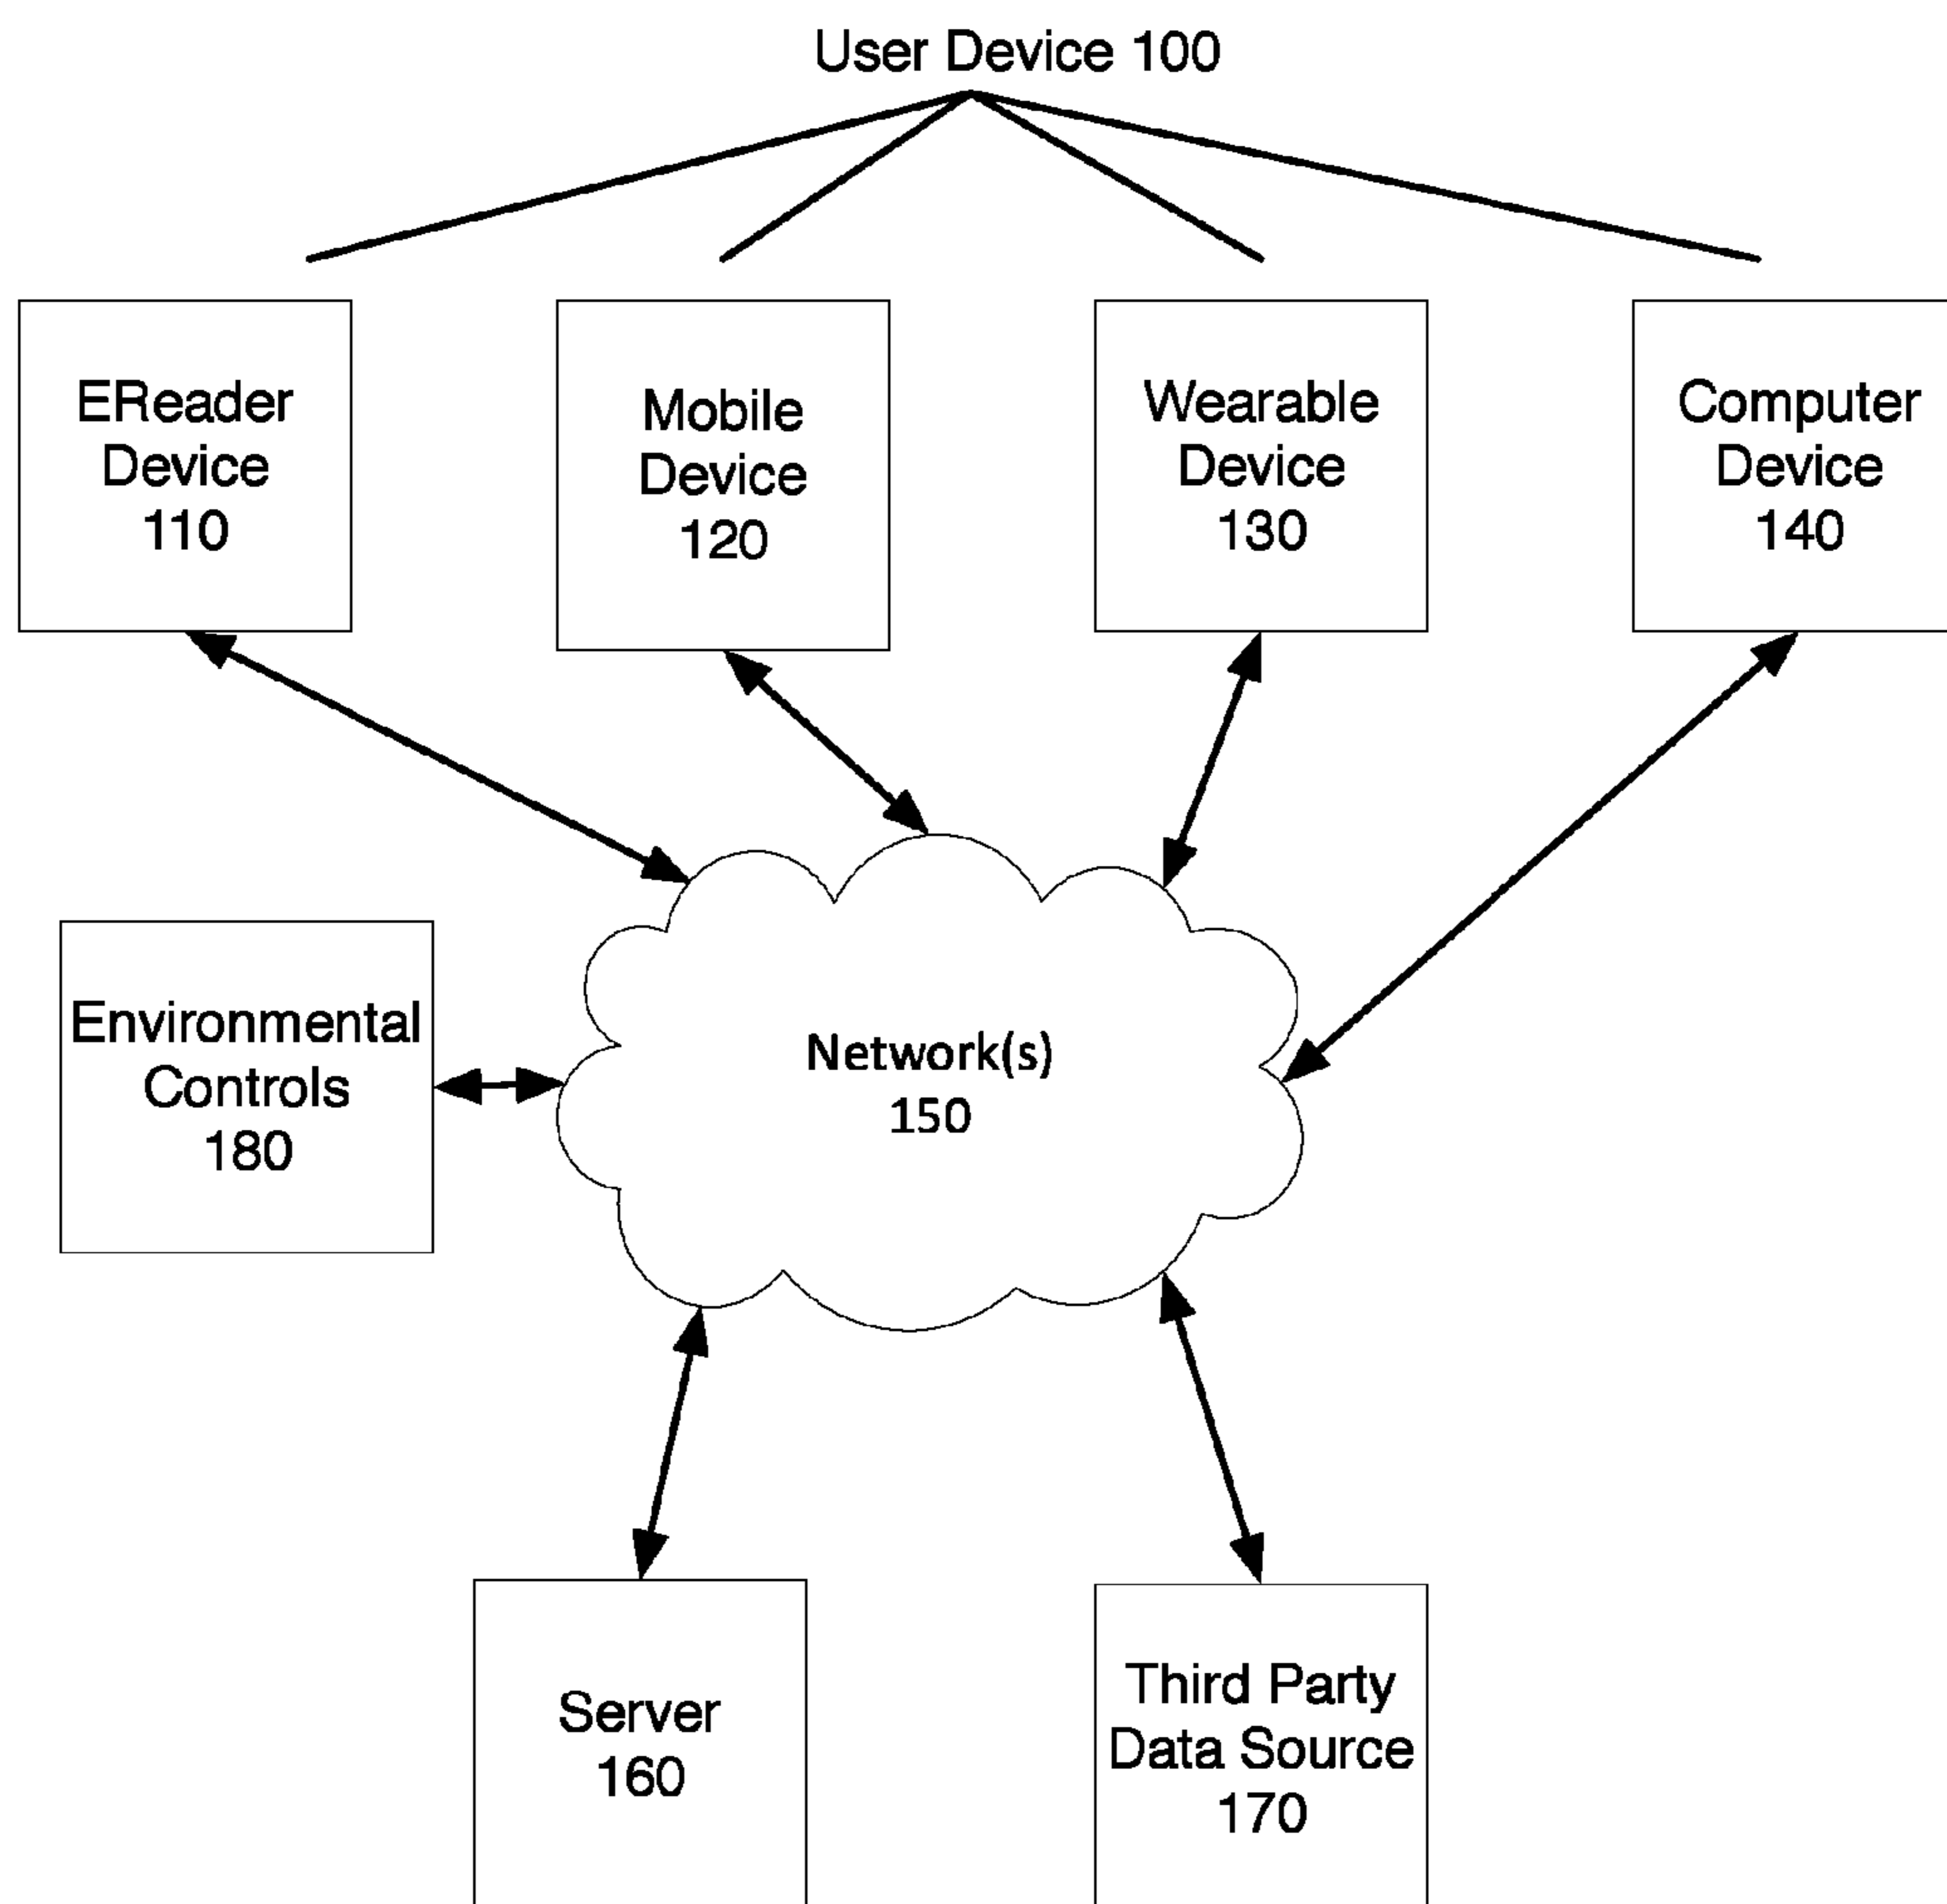 User Device 100
EReader
Device
110
Mobile
Device
120
Wearable
Device
130
Computer
Device
140
Environmental
Controls
180
Network(s)
150
Server
160
Third Party
Data Source
170